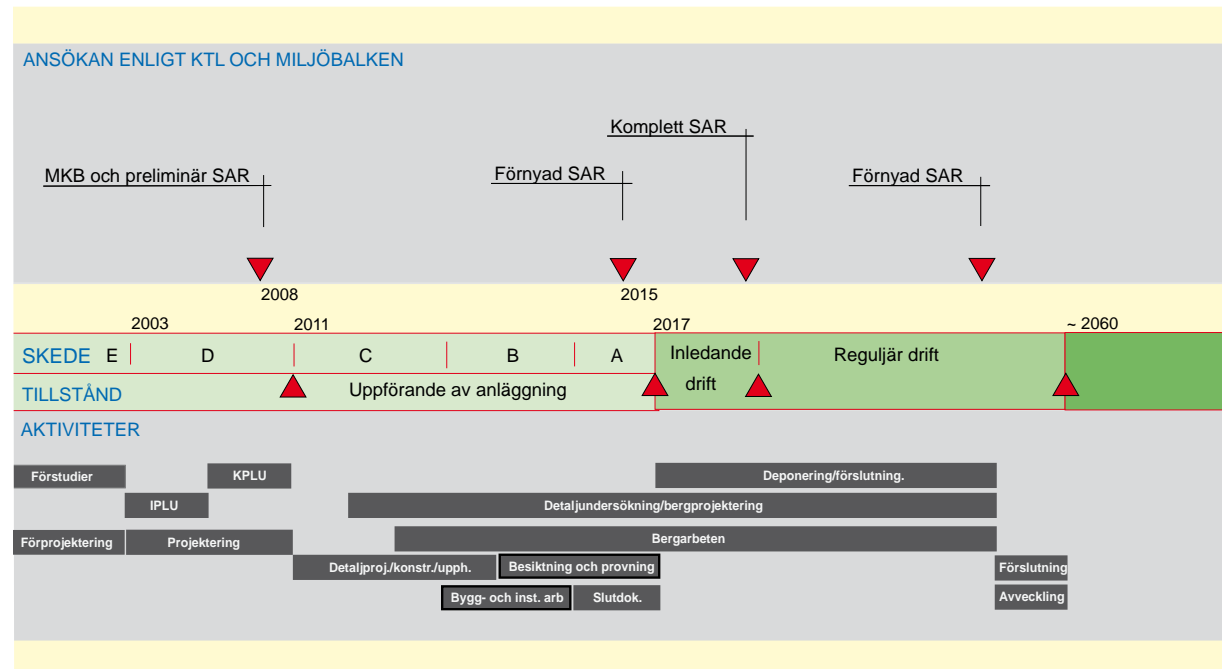 ANSÖKAN ENLIGT KTL OCH MILJÖBALKEN
Komplett SAR
MKB och preliminär SAR
Förnyad SAR
Förnyad SAR
2008
2015
2003
2011
2017
~ 2060
SKEDE E D C B A
Inledande
drift
Reguljär drift
TILLSTÅND
Uppförande av anläggning
AKTIVITETER
Förstudier
KPLU
Deponering/förslutning.
IPLU
Detaljundersökning/bergprojektering
Förprojektering
Projektering
Bergarbeten
Detaljproj./konstr./upph.
Besiktning och provning
Förslutning
Bygg- och inst. arb
Slutdok.
Avveckling